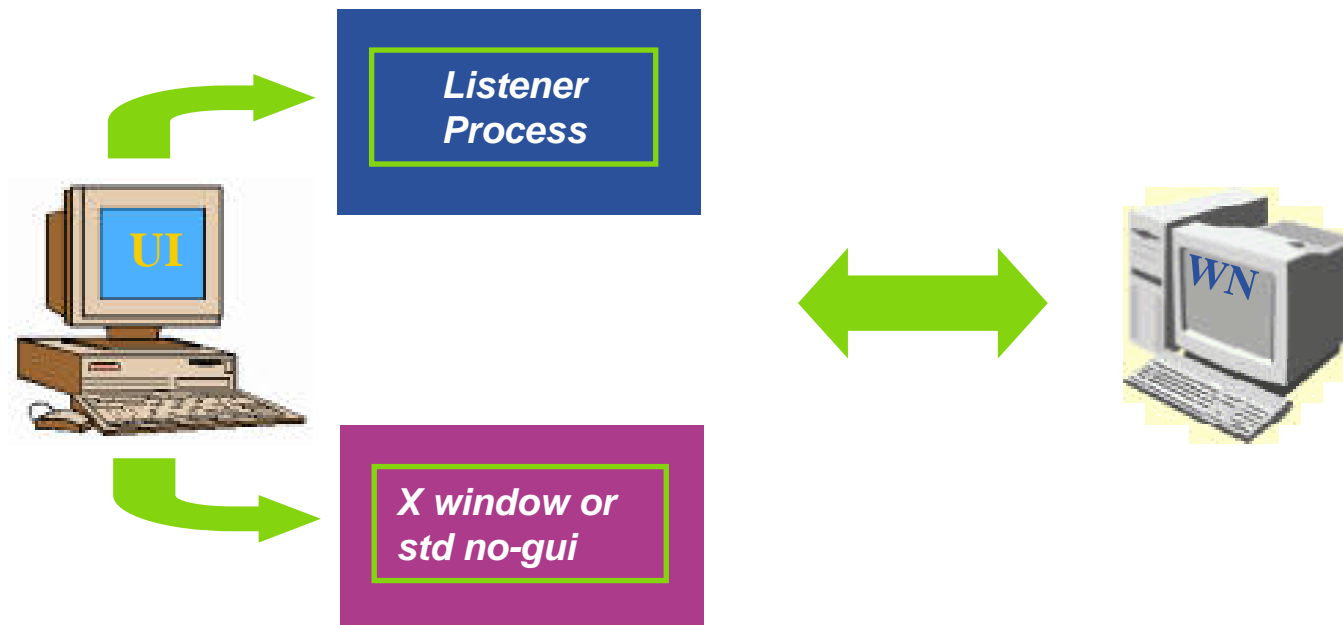 Listener
Process
UI
WN
X window or
std no-gui